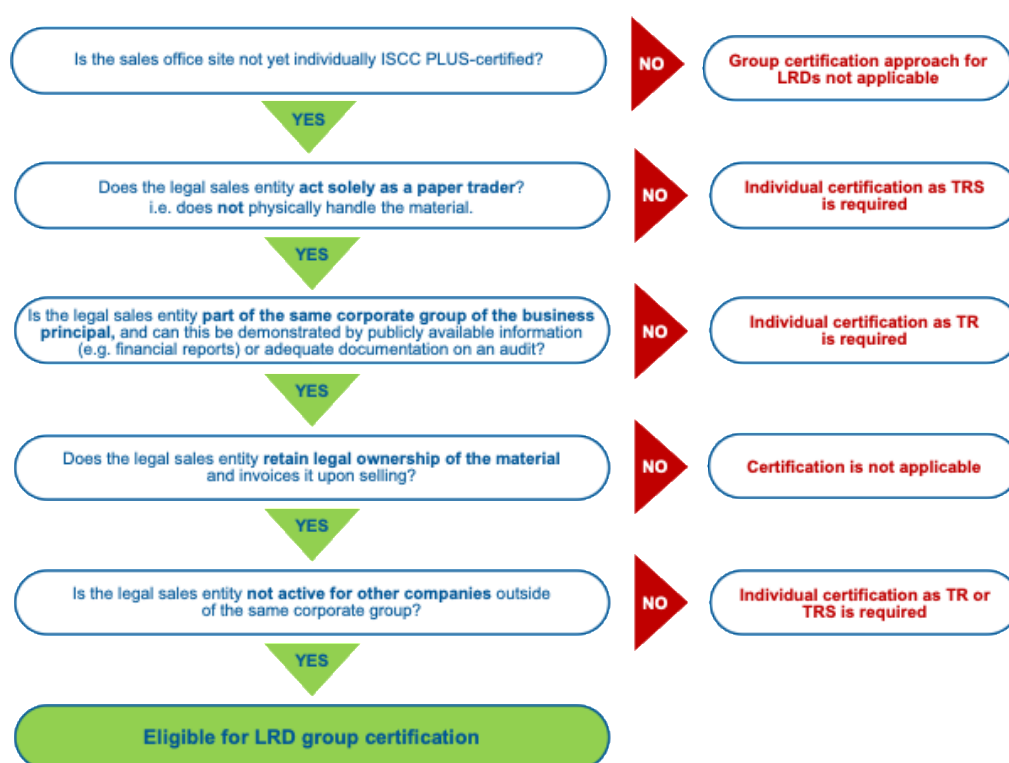 Is the sales office site not yet individually ISCC PLUS-certified?
NO
Group certification approach for
LRDs not applicable
YES
Does the legal sales entity act solely as a paper trader?
i.e. does not physically handle the material.
NO
Individual certification as TRS
is required
YES
Is the legal sales entity part of the same corporate group of the business
principal, and can this be demonstrated by publicly available information
(e.g. financial reports) or adequate documentation on an audit?
NO
Individual certification as TR
is required
YES
Does the legal sales entity retain legal ownership of the material
and invoices it upon selling?
NO
Certification is not applicable
YES
Is the legal sales entity not active for other companies outside
of the same corporate group?
NO
Individual certification as TR or
TRS is required
YES
Eligible for LRD group certification